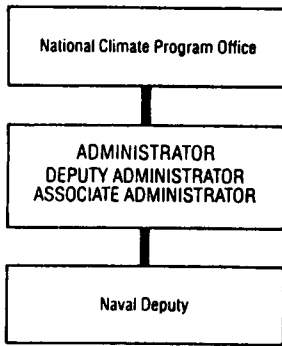 National Climate Program Office
ADMINISTRATOR
DEPUTY ADMINISTRATOR
ASSOCIATE ADMINISTRATOR
Naval Deputy